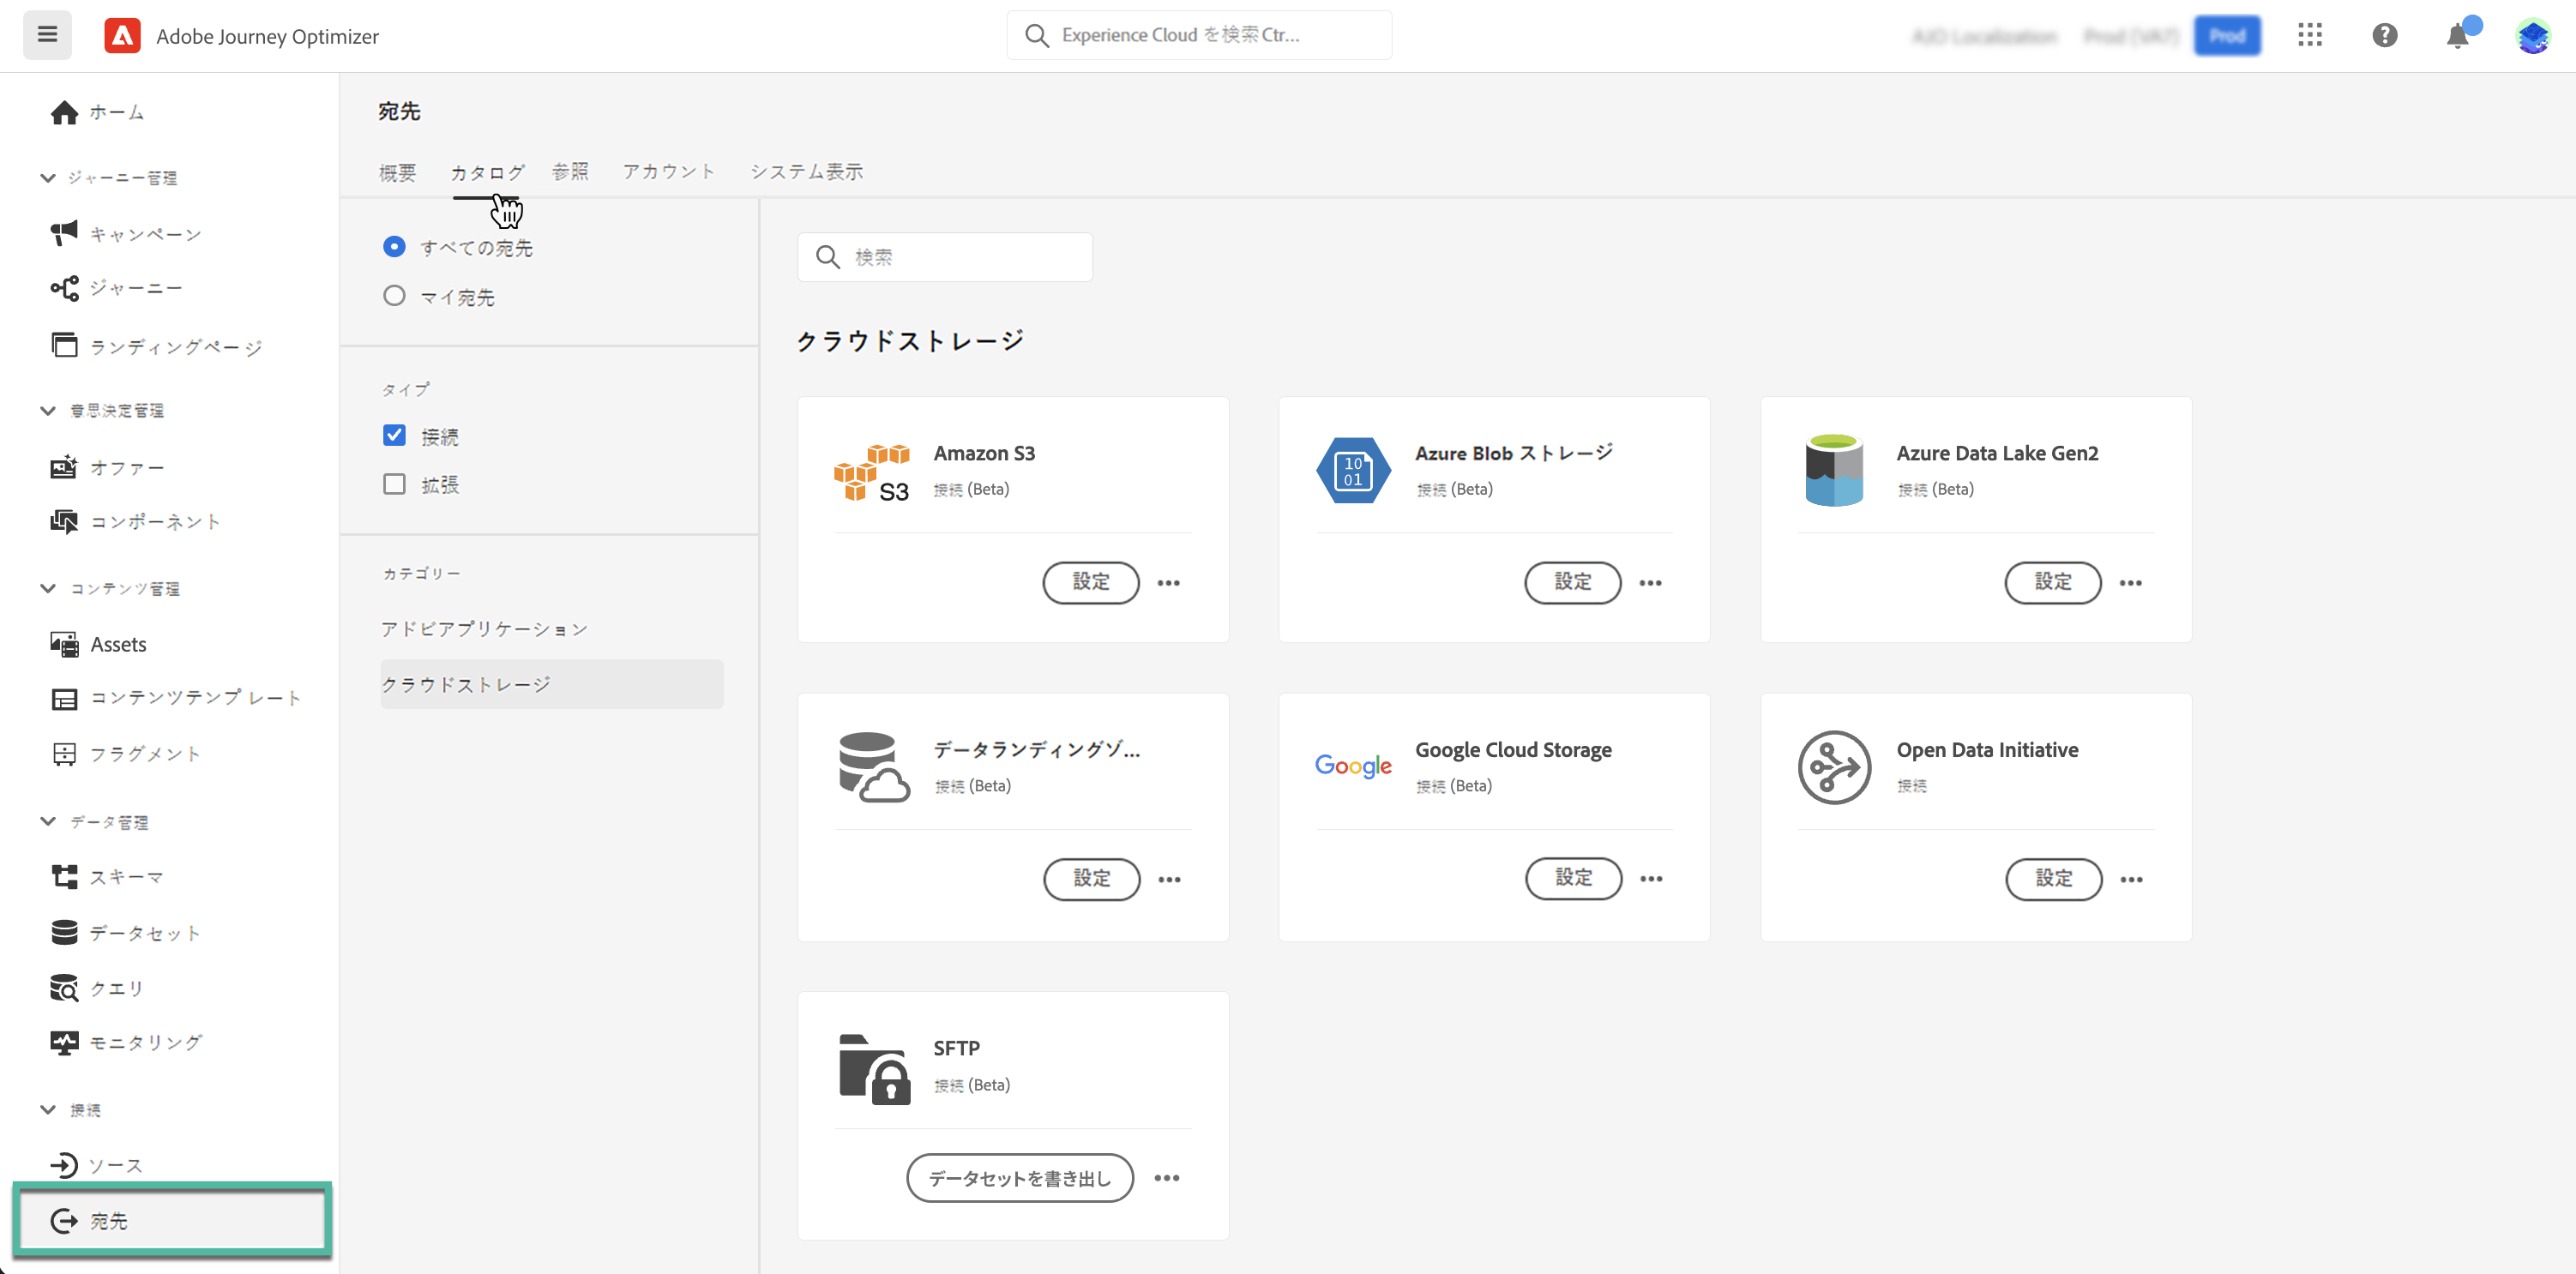 Adobe Journey Optimizer
Experience Cloud を検索 Ctr...
Prod
ホーム
ジャーニー管理
キャンペーン
ジャーニー
ランディングページ
意思決定管理
オファー
コンポーネント
コンテンツ管理
Assets
コンテンツテンプレート
フラグメント
データ管理
スキーマ
データセット
クエリ
モニタリング
接続
ソース
宛先
宛先
概要 カタログ 参照 アカウント システム表示
すべての宛先
マイ宛先
タイプ
接続
拡張
カテゴリー
アドビアプリケーション
クラウドストレージ
検索
クラウドストレージ
S3
Amazon S3
接続 (Beta)
設定
10
01
Azure Blob ストレージ
接続 (Beta)
設定
Azure Data Lake Gen2
接続 (Beta)
設定
データランディングゾ...
接続 (Beta)
設定
Google
Google Cloud Storage
接続 (Beta)
設定
Open Data Initiative
接続
設定
SFTP
接続 (Beta)
データセットを書き出し